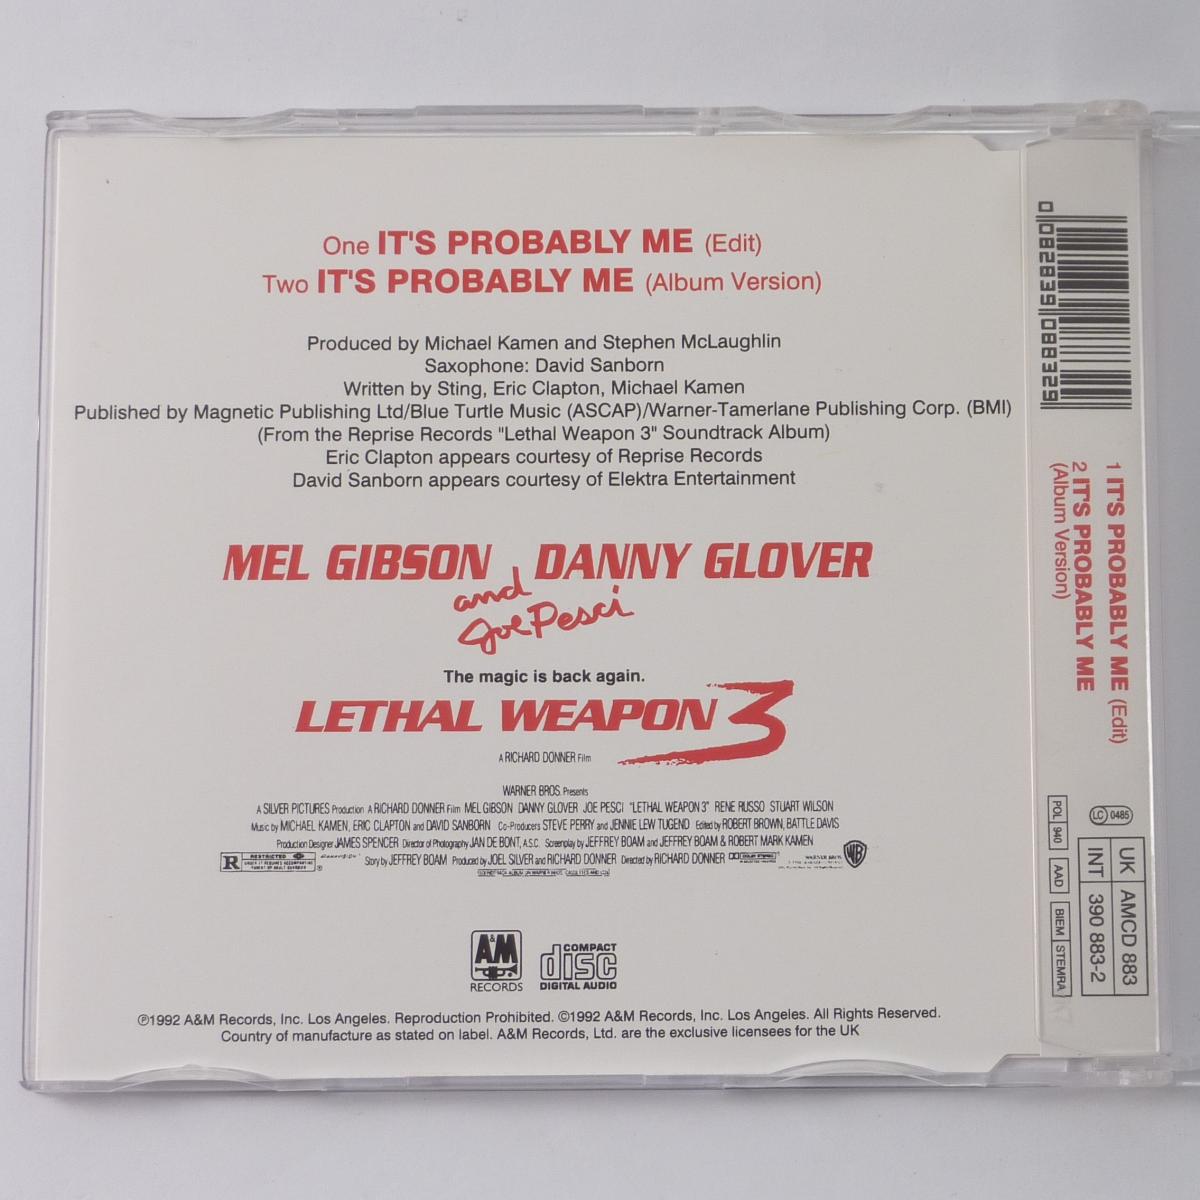 One IT'S PROBABLY ME (Edit)
Two IT'S PROBABLY ME (Album Version)
Produced by Michael Kamen and Stephen McLaughlin
Saxophone: David Sanborn
Written by Sting, Eric Clapton, Michael Kamen
Published by Magnetic Publishing Ltd/Blue Turtle Music (ASCAP)/Warner-Tamerlane Publishing Corp. (BMI)
(From the Reprise Records "Lethal Weapon 3" Soundtrack Album)
Eric Clapton appears courtesy of Reprise Records
David Sanborn appears courtesy of Elektra Entertainment
MEL GIBSON DANNY GLOVER
and
Joe Pesci
The magic is back again.
LETHAL WEAPON 3
A RICHARD DONNER Film
WARNER BROS. Presents
A SILVER PICTURES Production A RICHARD DONNER Film MEL GIBSON DANNY GLOVER JOE PESCI "LETHAL WEAPON 3" RENE RUSSO STUART WILSON
Music by MICHAEL KAMEN, ERIC CLAPTON and DAVID SANBORN Co-Producers STEVE PERRY and JENNIE LEW TUGEND Edited by ROBERT BROWN, BATTLE DAVIS
Production Designer JAMES SPENCER Director of Photography JAN DE BONT, A.S.C. Screenplay by JEFFREY BOAM and JEFFREY BOAM & ROBERT MARK KAMEN
R RESTRICTED Story by JEFFREY BOAM Produced by JOEL SILVER and RICHARD DONNER Directed by RICHARD DONNER WARNER BROS WB
A&M
RECORDS
COMPACT
disc
DIGITAL AUDIO
℗1992 A&M Records, Inc. Los Angeles. Reproduction Prohibited. ©1992 A&M Records, Inc. Los Angeles. All Rights Reserved.
Country of manufacture as stated on label. A&M Records, Ltd. are the exclusive licensees for the UK
0 082839 088329
1 IT'S PROBABLY ME (Edit)
2 IT'S PROBABLY ME
(Album Version)
LC 0485
POL 940
AAD
BIEM STEMRA
UK AMCD 883
INT 390 883-2